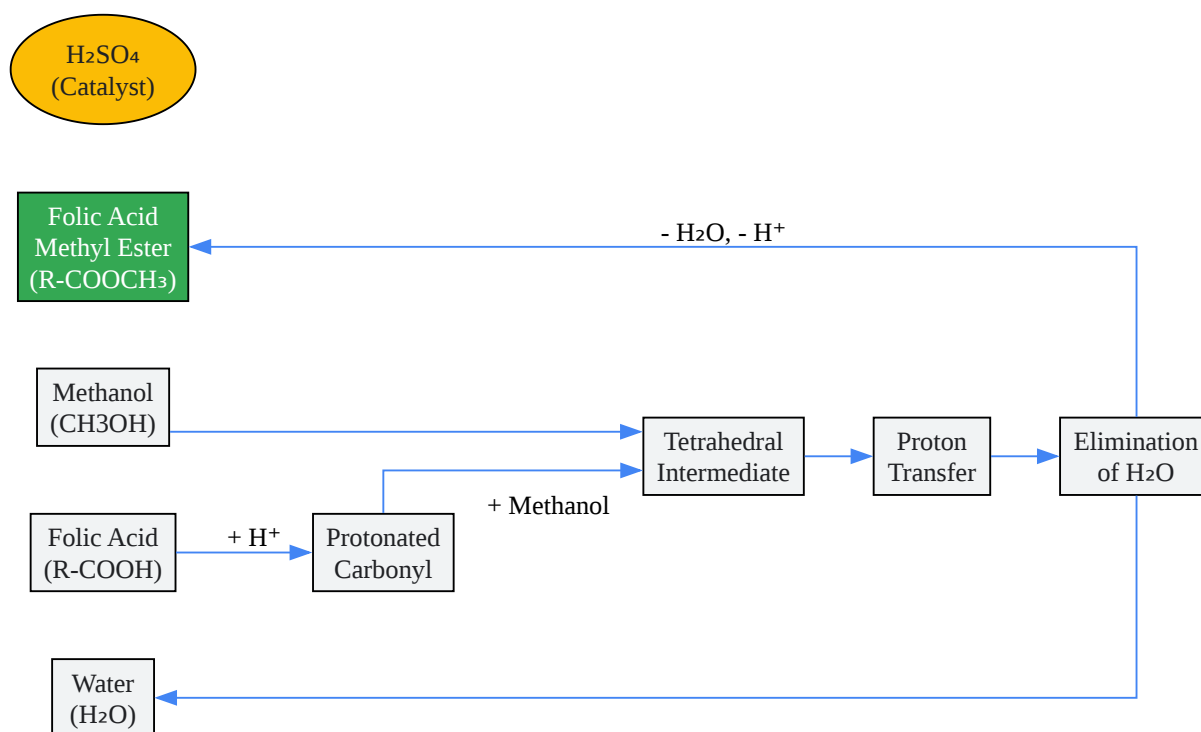 H₂SO₄
(Catalyst)
Folic Acid
Methyl Ester
(R-COOCH₃)
- H₂O, - H⁺
Methanol
(CH3OH)
Tetrahedral
Intermediate
Proton
Transfer
Elimination
of H₂O
+ Methanol
Folic Acid
(R-COOH)
+ H⁺
Protonated
Carbonyl
Water
(H₂O)